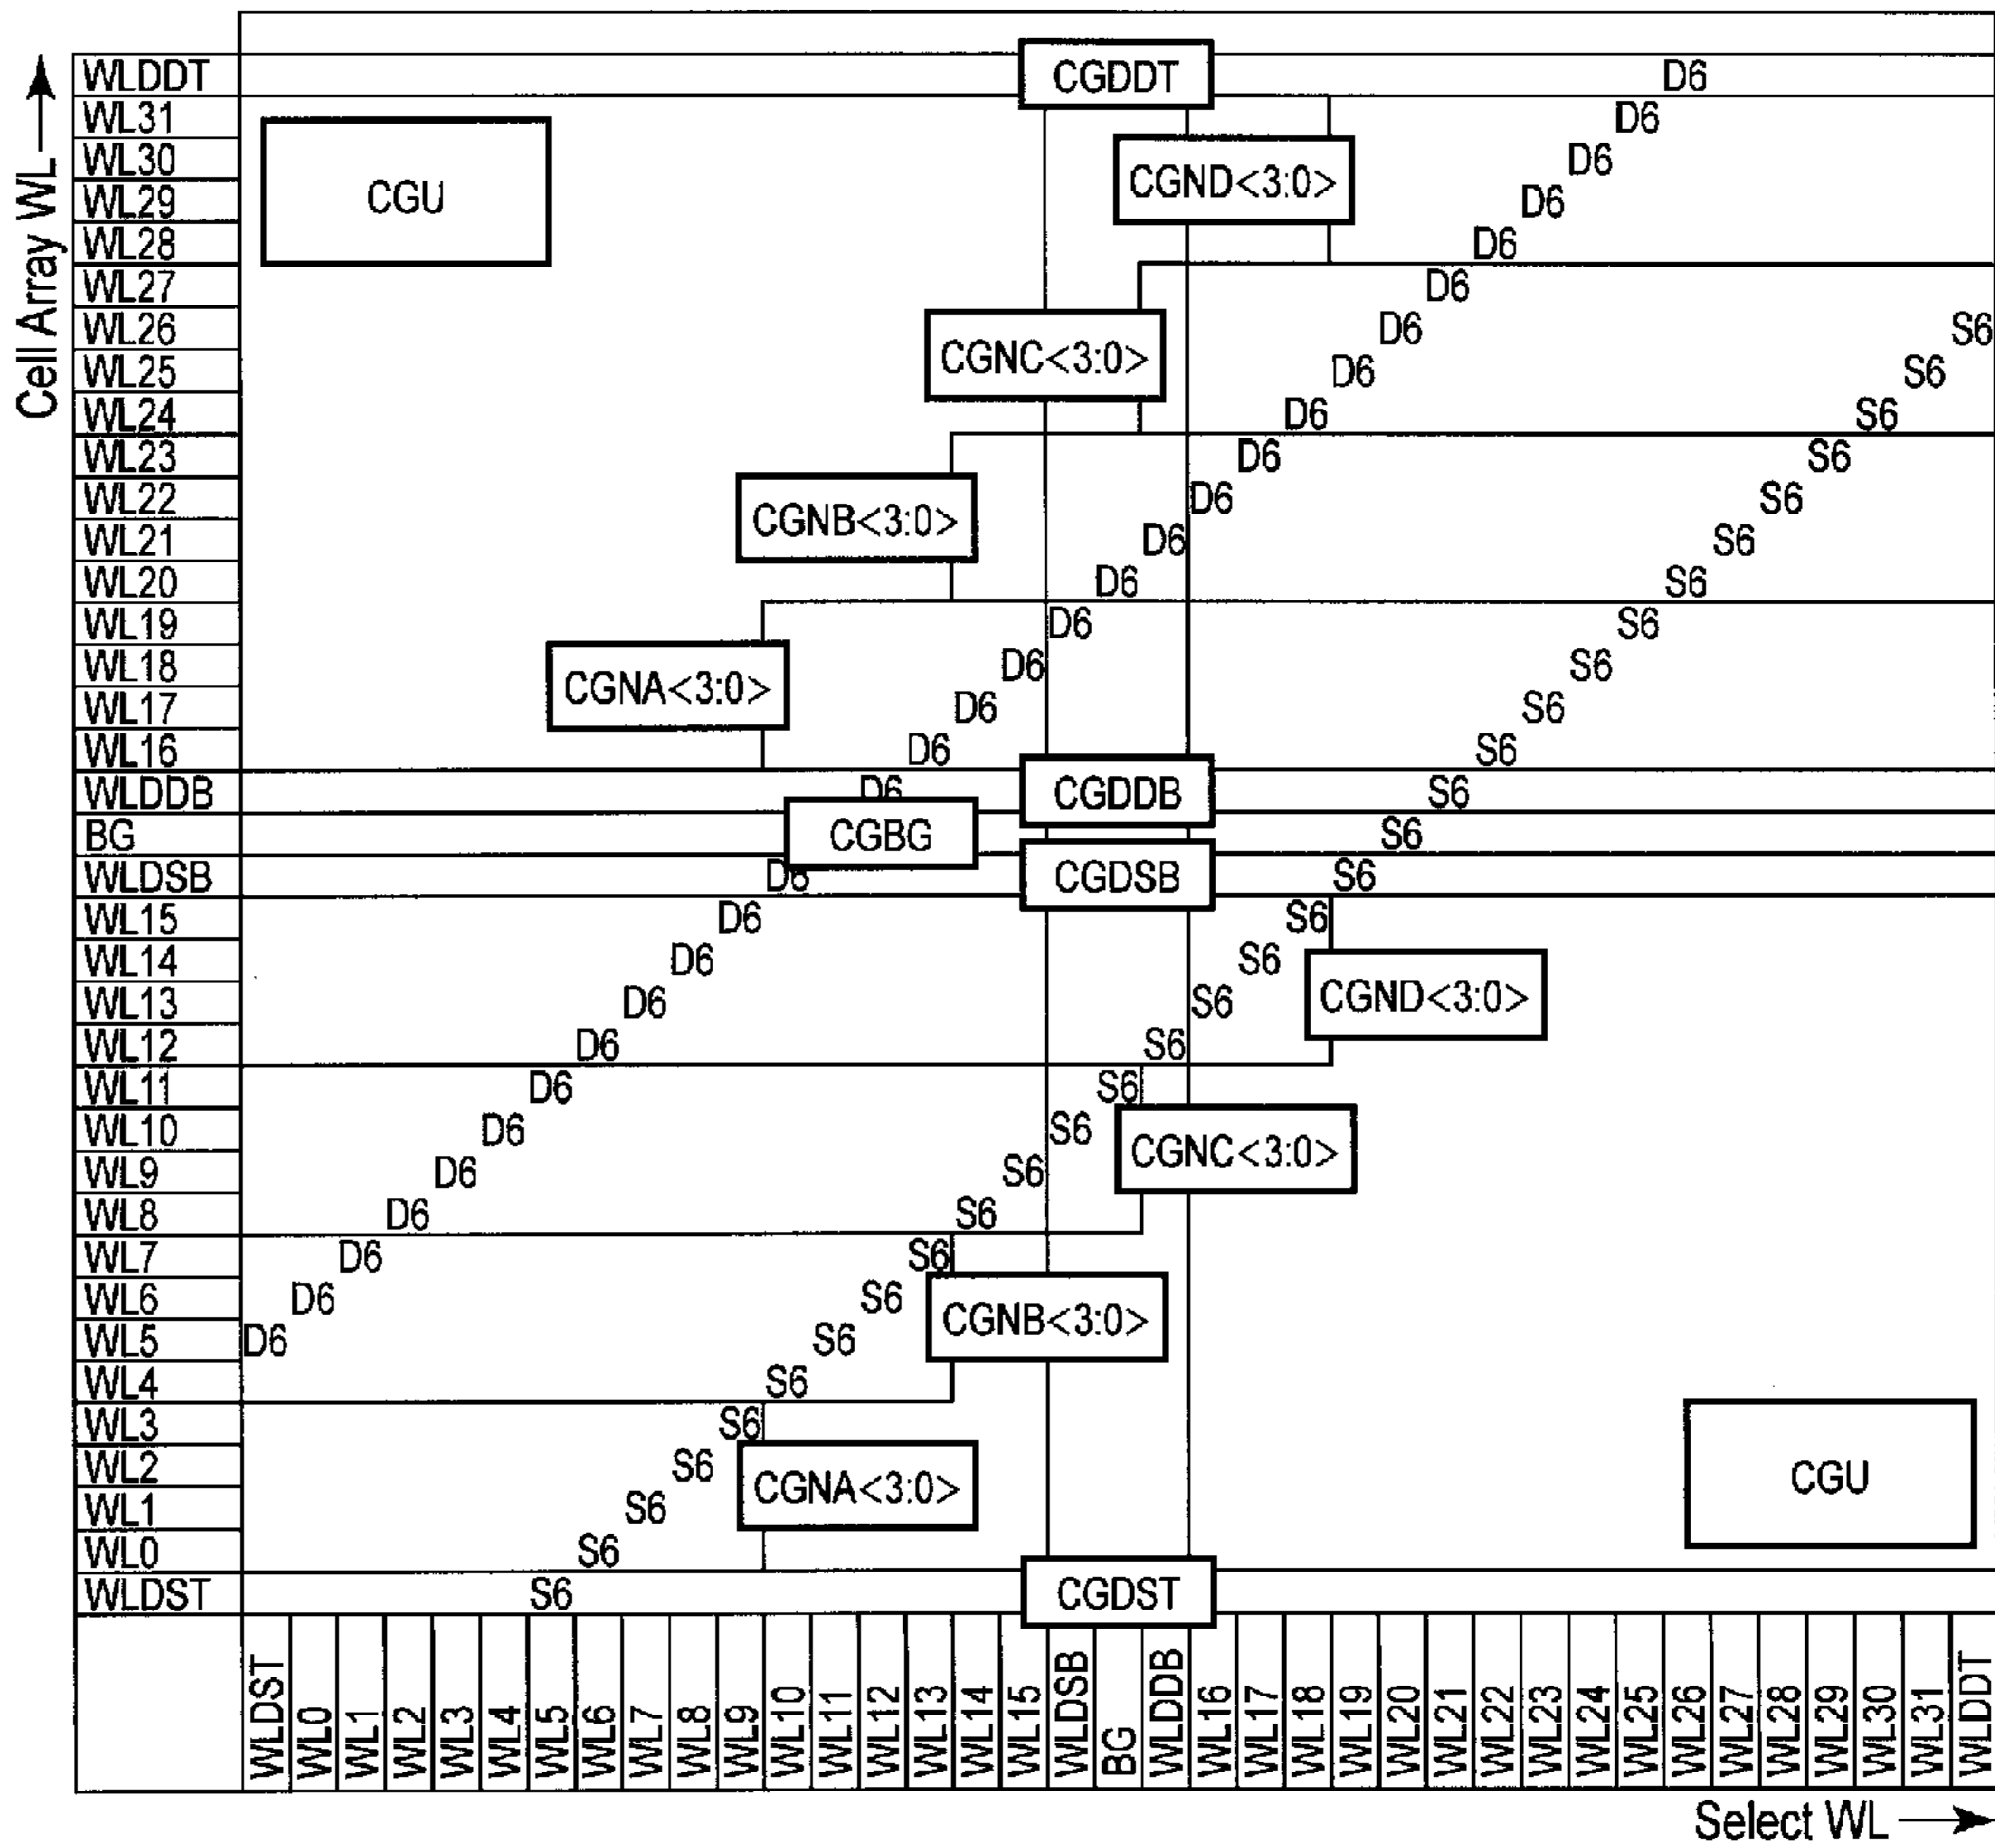 Cell Array WL
WLDDT CGDDT D6
WL31 D6
WL30 D6
CGU CGND<3:0>
WL29 D6
WL28 D6
WL27 D6
WL26 D6 S6
CGNC<3:0>
WL25 D6 S6
WL24 D6 S6
WL23 D6 S6
WL22 D6 S6
CGNB<3:0>
WL21 D6 S6
WL20 D6 S6
WL19 D6 S6
WL18 D6 S6
CGNA<3:0>
WL17 D6 S6
WL16 D6 S6
WLDDB D6 CGDDB S6
BG CGBG S6
WLDSB D6 CGDSB S6
WL15 D6 S6
WL14 D6 S6
WL13 D6 S6 CGND<3:0>
WL12 D6 S6
WL11 D6 S6
WL10 D6 S6
CGNC<3:0>
WL9 D6 S6
WL8 D6 S6
WL7 D6 S6
WL6 D6 S6
CGNB<3:0>
WL5 D6 S6
WL4 S6
WL3 S6
WL2 S6
CGNA<3:0> CGU
WL1 S6
WL0 S6
WLDST S6 CGDST
WLDST WL0 WL1 WL2 WL3 WL4 WL5 WL6 WL7 WL8 WL9 WL10 WL11 WL12 WL13 WL14 WL15 WLDSB BG WLDDB WL16 WL17 WL18 WL19 WL20 WL21 WL22 WL23 WL24 WL25 WL26 WL27 WL28 WL29 WL30 WL31 WLDDT
Select WL